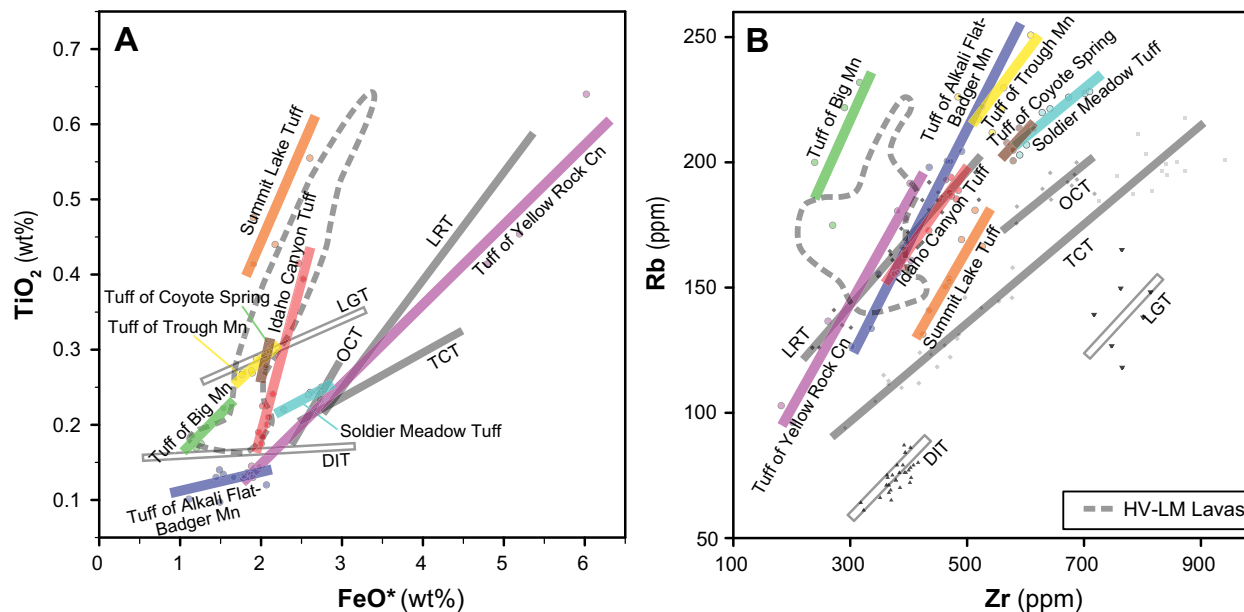 A
0.7
0.6
0.5
0.4
0.3
0.2
0.1
TiO2 (wt%)
0
1
2
3
4
5
6
FeO* (wt%)
Summit Lake Tuff
Idaho Canyon Tuff
Tuff of Coyote Spring
Tuff of Trough Mn
Tuff of Big Mn
LGT
LRT
Tuff of Yellow Rock Cn
OCT
TCT
Soldier Meadow Tuff
DIT
Tuff of Alkali Flat-
Badger Mn
B
250
200
150
100
50
Rb (ppm)
100
300
500
700
900
Zr (ppm)
Tuff of Big Mn
Tuff of Alkali Flat-
Badger Mn
Tuff of Trough Mn
Tuff of Coyote Spring
Soldier Meadow Tuff
OCT
TCT
LGT
Idaho Canyon Tuff
Summit Lake Tuff
LRT
Tuff of Yellow Rock Cn
DIT
HV-LM Lavas